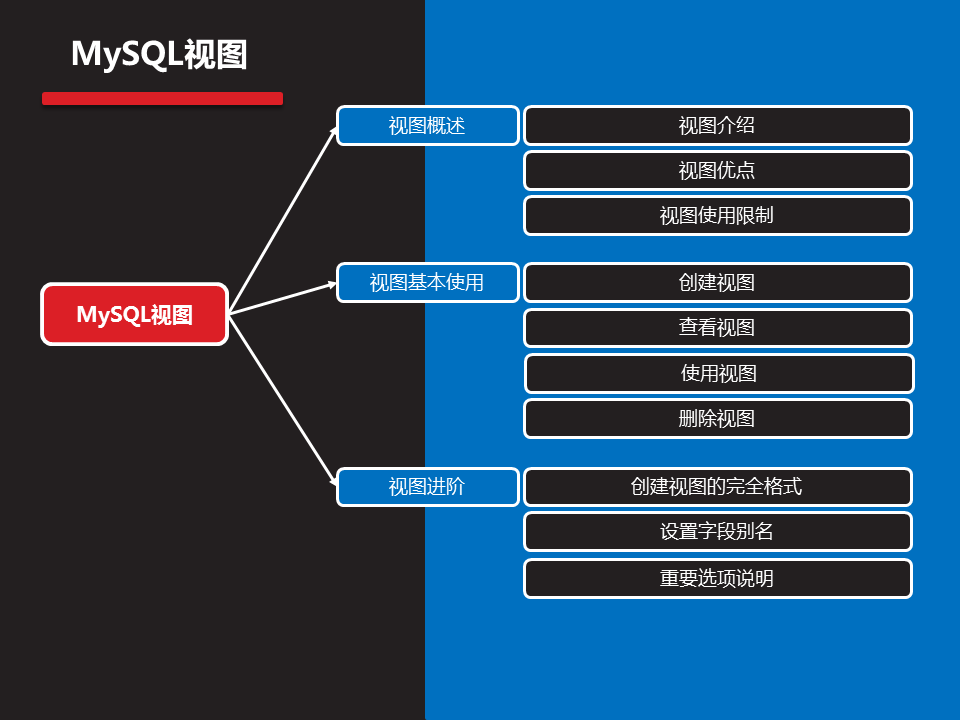 MySQL视图
视图概述
视图介绍
视图优点
视图使用限制
MySQL视图
视图基本使用
创建视图
查看视图
使用视图
删除视图
视图进阶
创建视图的完全格式
设置字段别名
重要选项说明